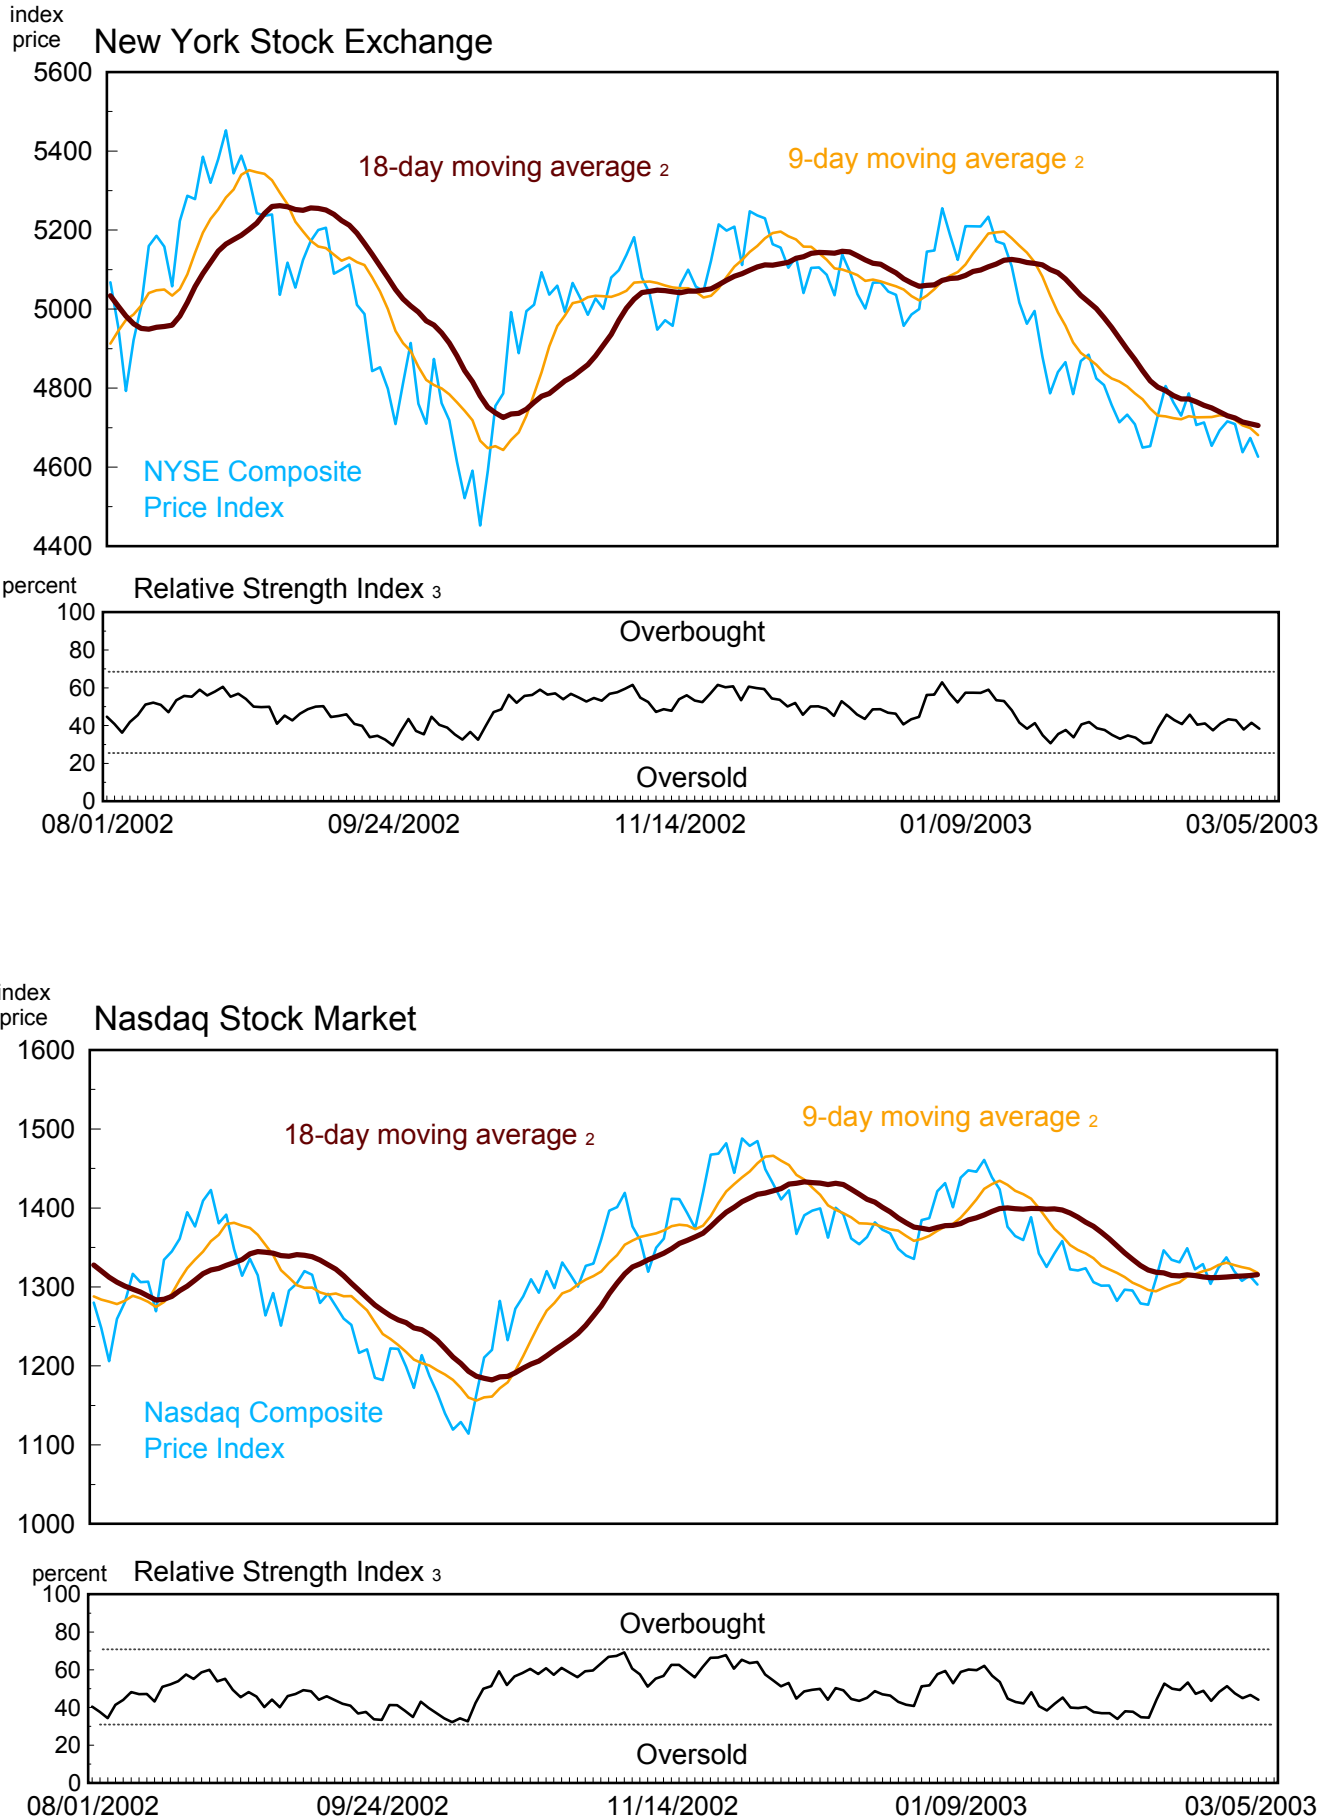 index
price
New York Stock Exchange
5600
5400
5200
5000
4800
4600
4400
18-day moving average 2
9-day moving average 2
NYSE Composite
Price Index
percent
Relative Strength Index 3
100
80
60
40
20
0
Overbought
Oversold
08/01/2002 09/24/2002 11/14/2002 01/09/2003 03/05/2003
index
price
Nasdaq Stock Market
1600
1500
1400
1300
1200
1100
1000
18-day moving average 2
9-day moving average 2
Nasdaq Composite
Price Index
percent
Relative Strength Index 3
100
80
60
40
20
0
Overbought
Oversold
08/01/2002 09/24/2002 11/14/2002 01/09/2003 03/05/2003